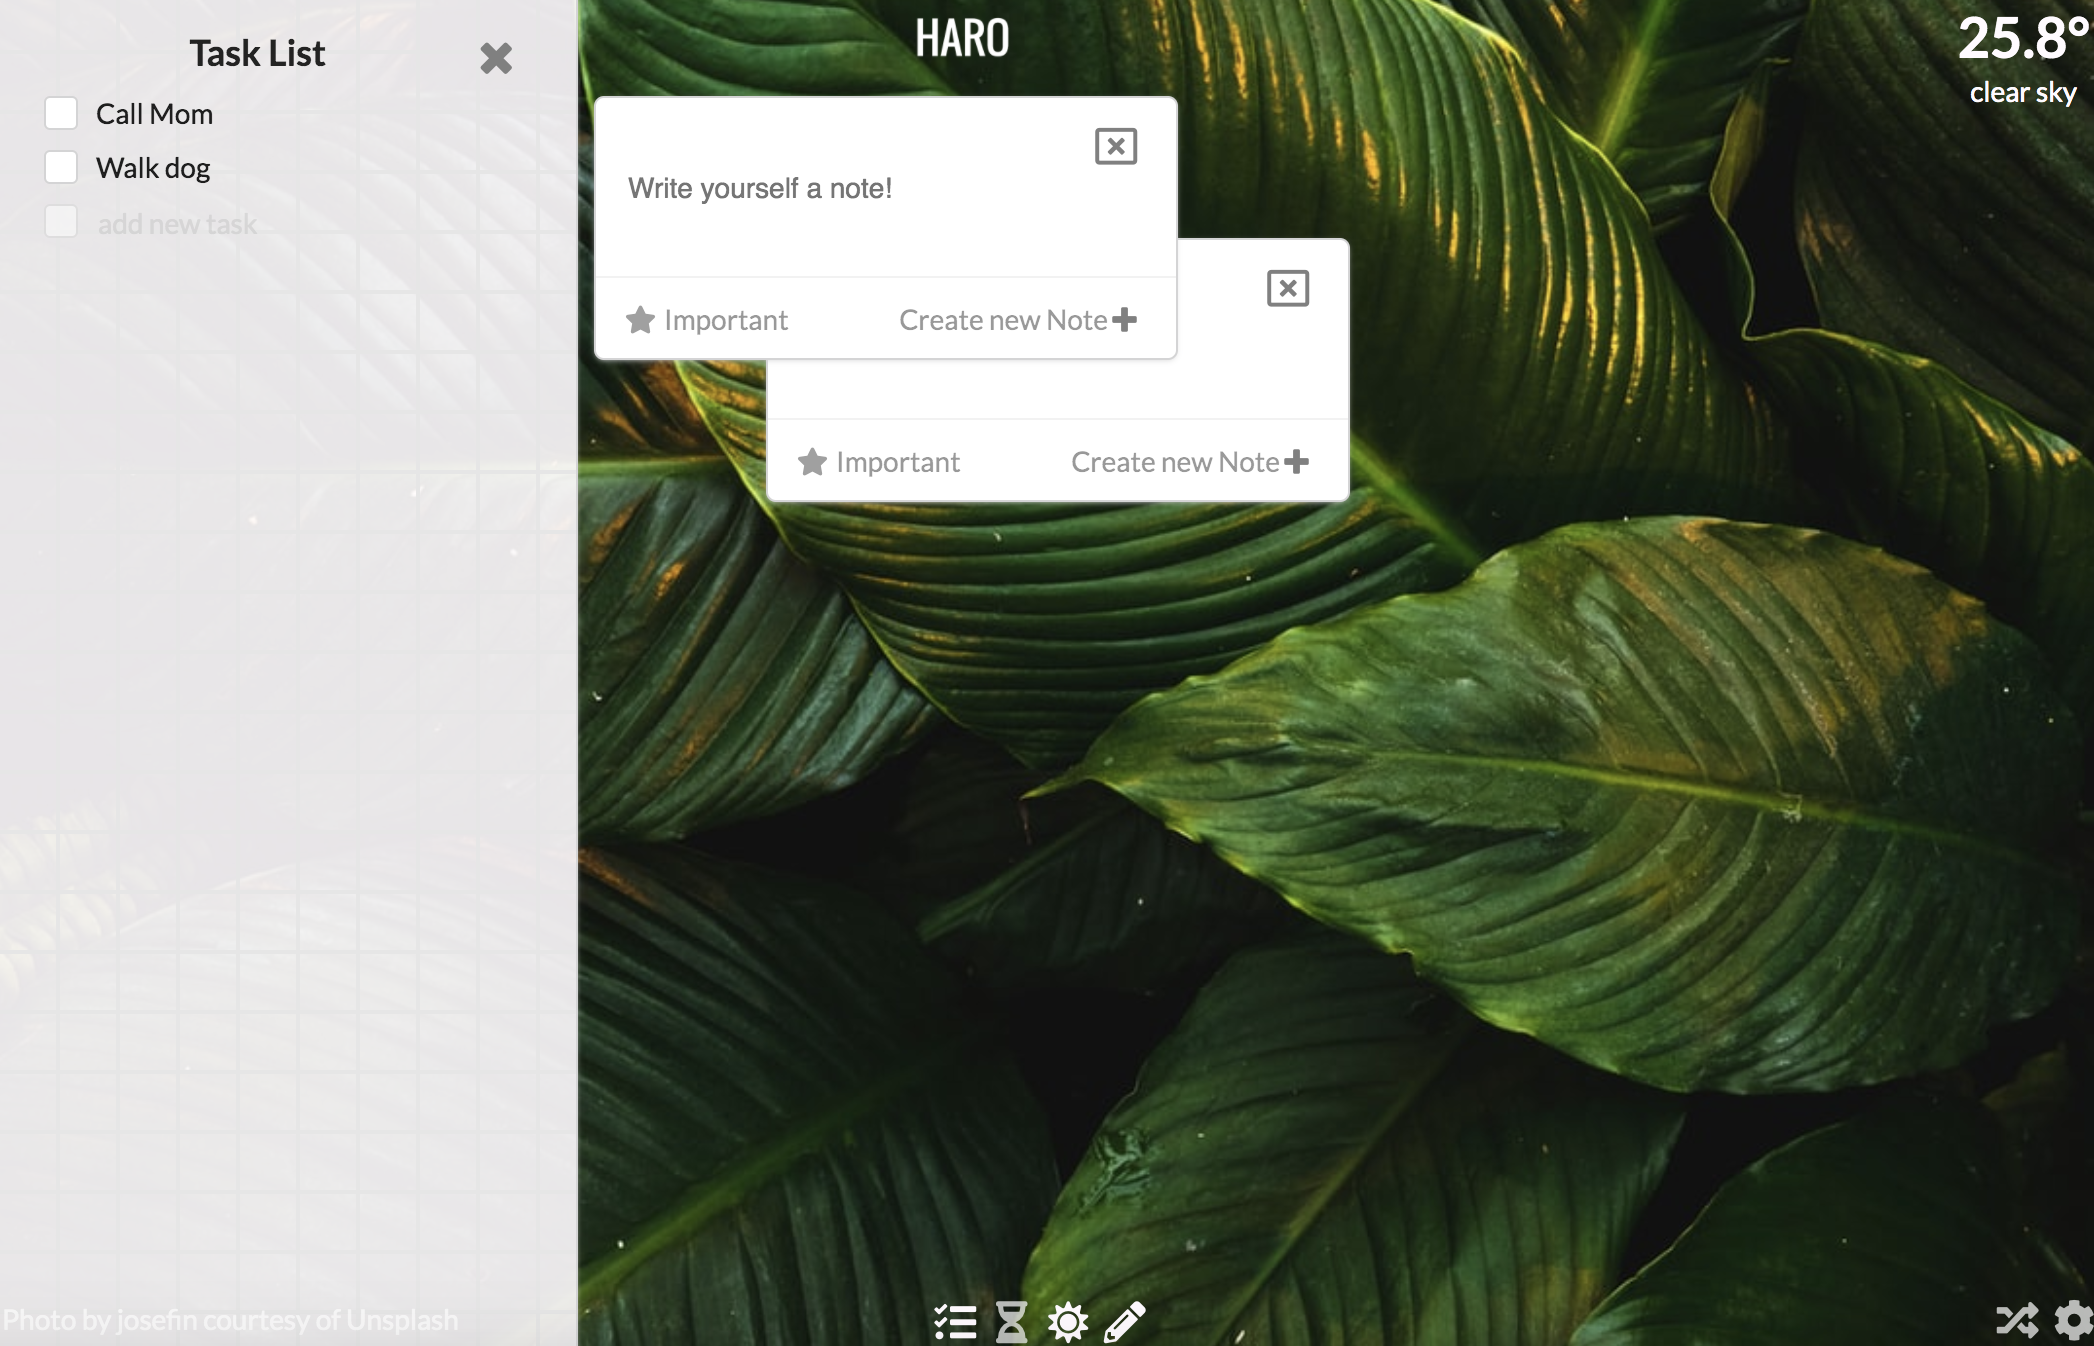 Task List
Call Mom
Walk dog
add new task
HARO
25.8°
clear sky
Write yourself a note!
Important
Create new Note
Important
Create new Note
Photo by josefin courtesy of Unsplash